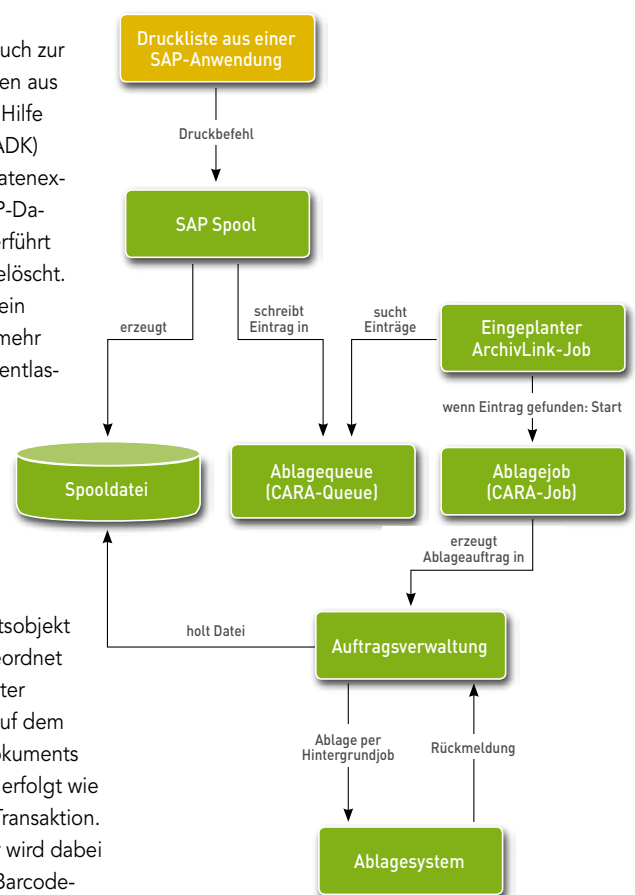 uch zur
en aus
Hilfe
ADK)
atenex-
P-Da-
erführt
elöscht.
ein
mehr
entlas-
tsobjekt
eordnet
ter
uf dem
okuments
erfolgt wie
Transaktion.
wird dabei
Barcode-
Druckliste aus einer
SAP-Anwendung
Druckbefehl
SAP Spool
erzeugt
schreibt
Eintrag in
sucht
Einträge
Eingeplanter
ArchivLink-Job
wenn Eintrag gefunden: Start
Spooldatei
Ablagequeue
(CARA-Queue)
Ablagejob
(CARA-Job)
erzeugt
Ablageauftrag in
holt Datei
Auftragsverwaltung
Ablage per
Hintergrundjob
Rückmeldung
Ablagesystem